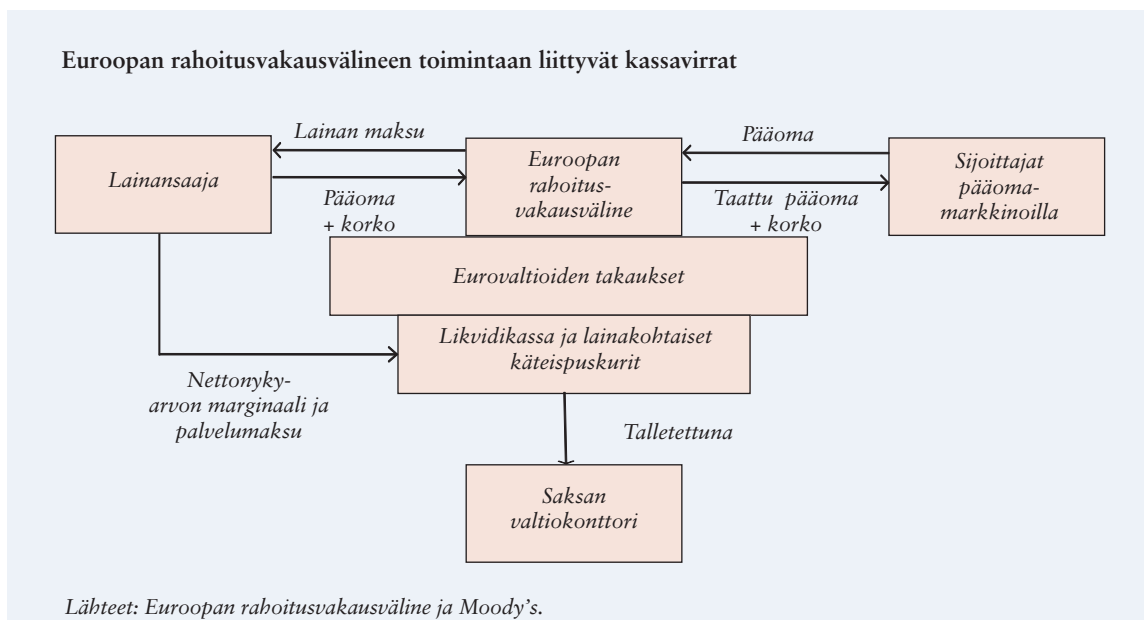 Euroopan rahoitusvakausvälineen toimintaan liittyvät kassavirrat
Lainan maksu
Pääoma
Lainansaaja
Euroopan
rahoitus-
vakausväline
Sijoittajat
pääoma-
markkinoilla
Pääoma
+ korko
Taattu pääoma
+ korko
Eurovaltioiden takaukset
Likvidikassa ja lainakohtaiset
käteispuskurit
Nettonyky-
arvon marginaali ja
palvelumaksu
Talletettuna
Saksan
valtiokonttori
Lähteet: Euroopan rahoitusvakausväline ja Moody's.